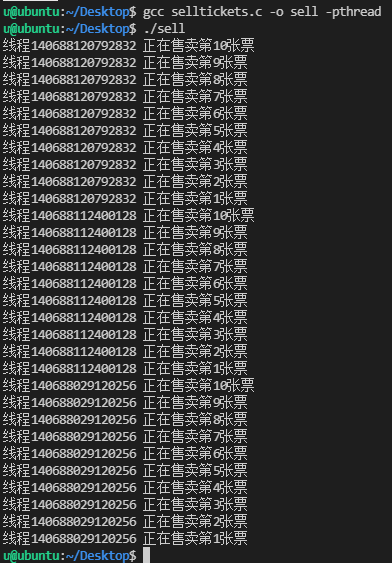 u@ubuntu:~/Desktop$ gcc selltickets.c -o sell -pthread
u@ubuntu:~/Desktop$ ./sell
线程140688120792832 正在售卖第10张票
线程140688120792832 正在售卖第9张票
线程140688120792832 正在售卖第8张票
线程140688120792832 正在售卖第7张票
线程140688120792832 正在售卖第6张票
线程140688120792832 正在售卖第5张票
线程140688120792832 正在售卖第4张票
线程140688120792832 正在售卖第3张票
线程140688120792832 正在售卖第2张票
线程140688120792832 正在售卖第1张票
线程140688112400128 正在售卖第10张票
线程140688112400128 正在售卖第9张票
线程140688112400128 正在售卖第8张票
线程140688112400128 正在售卖第7张票
线程140688112400128 正在售卖第6张票
线程140688112400128 正在售卖第5张票
线程140688112400128 正在售卖第4张票
线程140688112400128 正在售卖第3张票
线程140688112400128 正在售卖第2张票
线程140688112400128 正在售卖第1张票
线程140688029120256 正在售卖第10张票
线程140688029120256 正在售卖第9张票
线程140688029120256 正在售卖第8张票
线程140688029120256 正在售卖第7张票
线程140688029120256 正在售卖第6张票
线程140688029120256 正在售卖第5张票
线程140688029120256 正在售卖第4张票
线程140688029120256 正在售卖第3张票
线程140688029120256 正在售卖第2张票
线程140688029120256 正在售卖第1张票
u@ubuntu:~/Desktop$